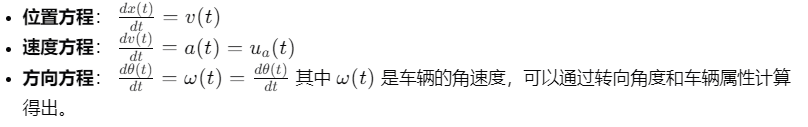 • 位置方程： $\frac{dx(t)}{dt} = v(t)$
• 速度方程： $\frac{dv(t)}{dt} = a(t) = u_a(t)$
• 方向方程： $\frac{d\theta(t)}{dt} = \omega(t) = \frac{d\theta(t)}{dt}$ 其中 $\omega(t)$ 是车辆的角速度，可以通过转向角度和车辆属性计算
得出。